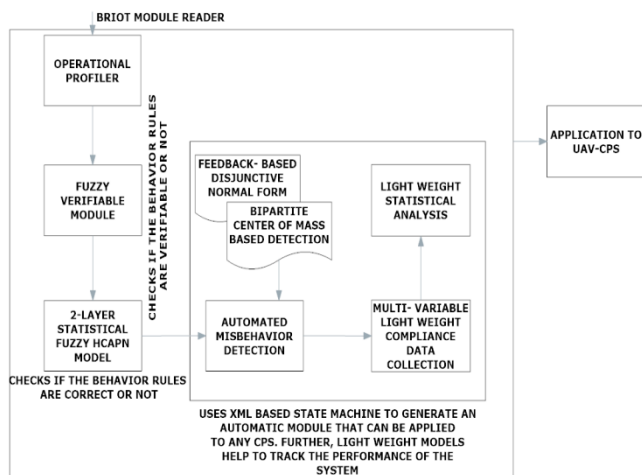 BRIOT MODULE READER
OPERATIONAL
PROFILER
FUZZY
VERIFIABLE
MODULE
2-LAYER
STATISTICAL
FUZZY HCAPN
MODEL
CHECKS IF THE BEHAVIOR RULES
ARE CORRECT OR NOT
CHECKS IF THE BEHAVIOR RULES
ARE VERIFIABLE OR NOT
FEEDBACK- BASED
DISJUNCTIVE
NORMAL FORM
BIPARTITE
CENTER OF MASS
BASED DETECTION
AUTOMATED
MISBEHAVIOR
DETECTION
LIGHT WEIGHT
STATISTICAL
ANALYSIS
MULTI- VARIABLE
LIGHT WEIGHT
COMPLIANCE
DATA
COLLECTION
USES XML BASED STATE MACHINE TO GENERATE AN
AUTOMATIC MODULE THAT CAN BE APPLIED
TO ANY CPS. FURTHER, LIGHT WEIGHT MODELS
HELP TO TRACK THE PERFORMANCE OF THE
SYSTEM
APPLICATION TO
UAV-CPS